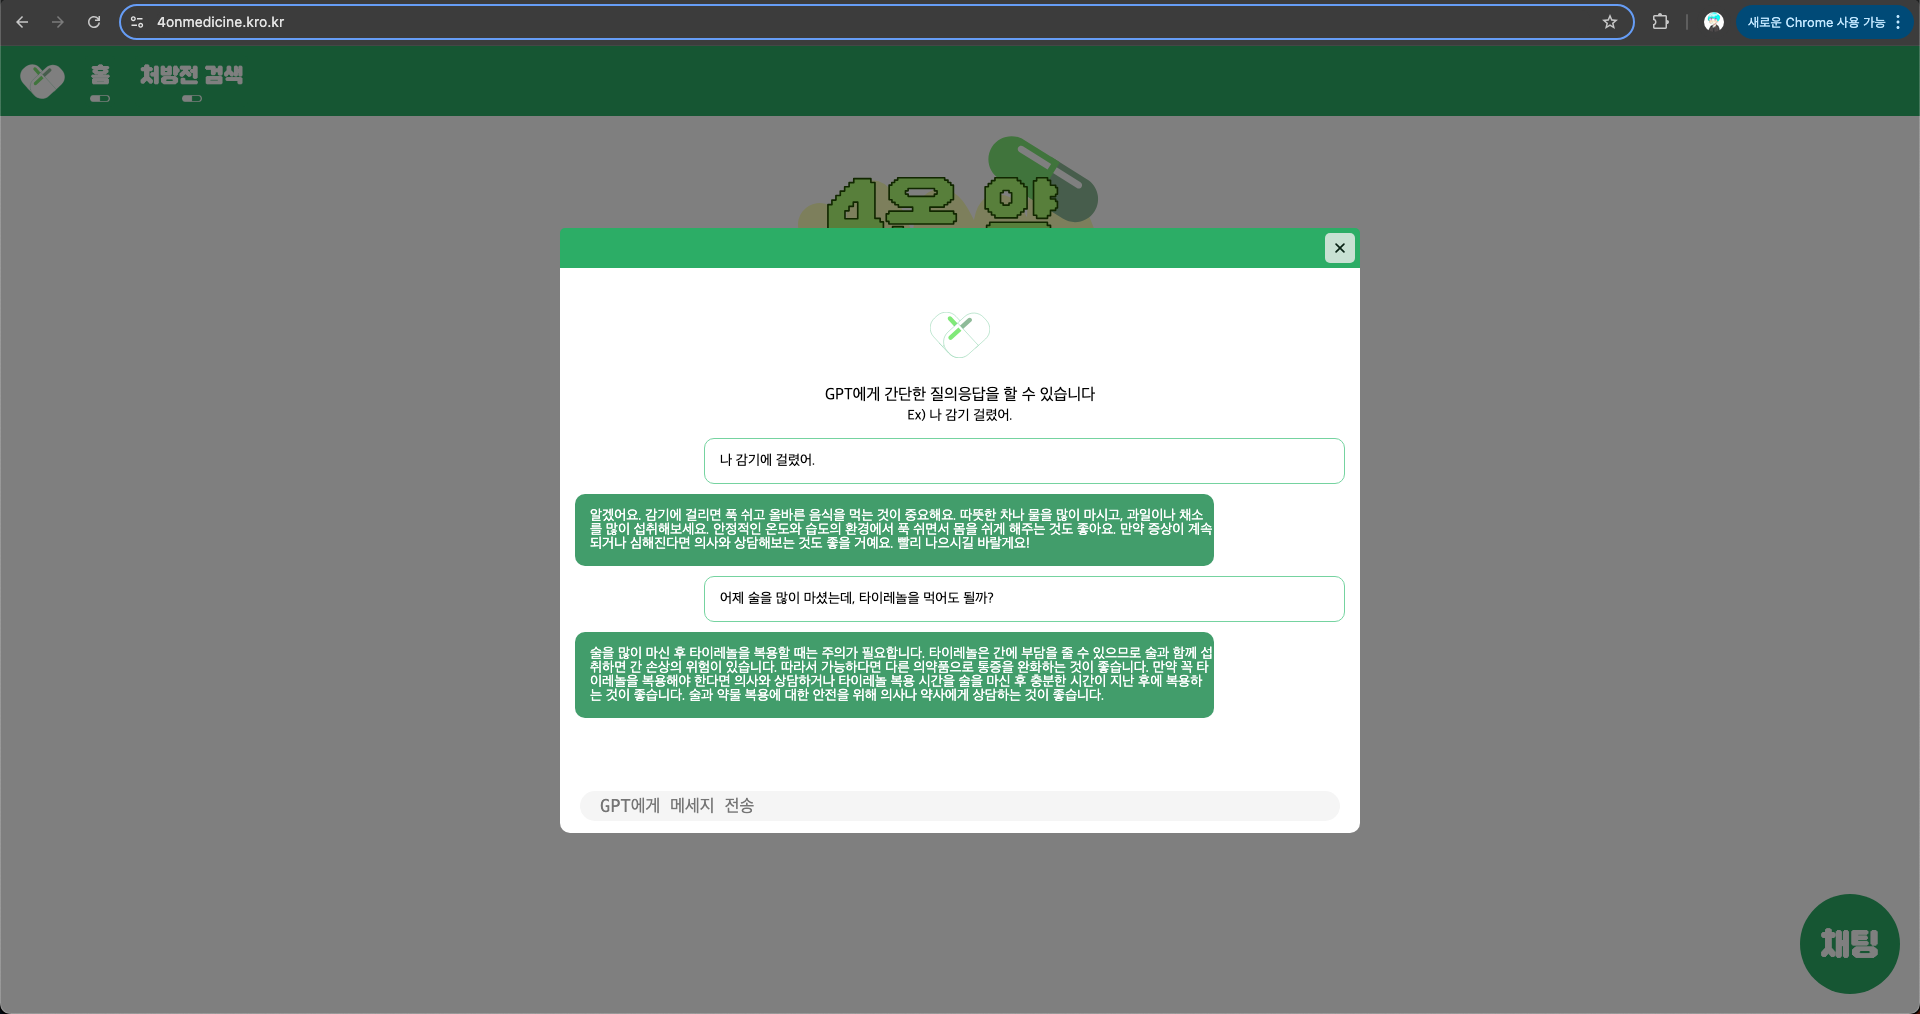 4onmedicine.kro.kr
새로운 Chrome 사용 가능
홈
처방전 검색
4온 약
GPT에게 간단한 질의응답을 할 수 있습니다
Ex) 나 감기 걸렸어.
나 감기에 걸렸어.
알겠어요. 감기에 걸리면 푹 쉬고 올바른 음식을 먹는 것이 중요해요. 따뜻한 차나 물을 많이 마시고, 과일이나 채소
를 많이 섭취해보세요. 안정적인 온도와 습도의 환경에서 푹 쉬면서 몸을 쉬게 해주는 것도 좋아요. 만약 증상이 계속
되거나 심해진다면 의사와 상담해보는 것도 좋을 거예요. 빨리 나으시길 바랄게요!
어제 술을 많이 마셨는데, 타이레놀을 먹어도 될까?
술을 많이 마신 후 타이레놀을 복용할 때는 주의가 필요합니다. 타이레놀은 간에 부담을 줄 수 있으므로 술과 함께 섭
취하면 간 손상의 위험이 있습니다. 따라서 가능하다면 다른 의약품으로 통증을 완화하는 것이 좋습니다. 만약 꼭 타
이레놀을 복용해야 한다면 의사와 상담하거나 타이레놀 복용 시간을 술을 마신 후 충분한 시간이 지난 후에 복용하
는 것이 좋습니다. 술과 약물 복용에 대한 안전을 위해 의사나 약사에게 상담하는 것이 좋습니다.
GPT에게 메세지 전송
채팅